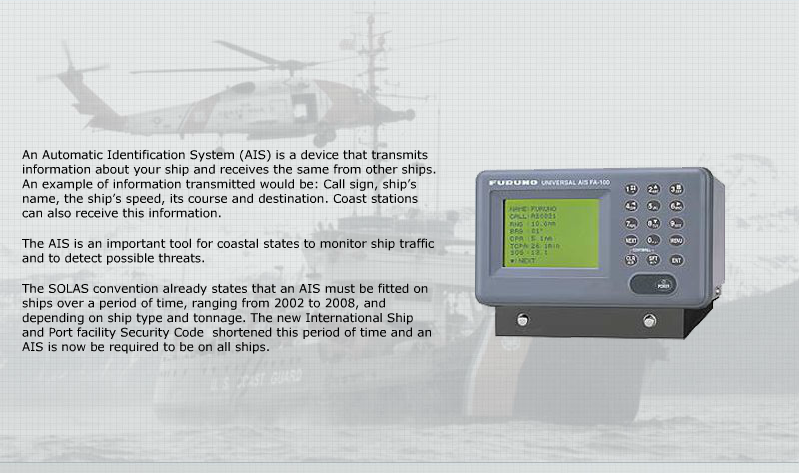 An Automatic Identification System (AIS) is a device that transmits
information about your ship and receives the same from other ships.
An example of information transmitted would be: Call sign, ship's
name, the ship's speed, its course and destination. Coast stations
can also receive this information.
The AIS is an important tool for coastal states to monitor ship traffic
and to detect possible threats.
The SOLAS convention already states that an AIS must be fitted on
ships over a period of time, ranging from 2002 to 2008, and
depending on ship type and tonnage. The new International Ship
and Port facility Security Code shortened this period of time and an
AIS is now be required to be on all ships.
FURUNO UNIVERSAL AIS FA-100
NAME: FURUNO
CALL:
RNG : 10.6nm
BRG : 81°
CPA : 5.1nm
TCPA:
SOG : 13.1
▼:NEXT
1 2 3
4 5 6
7 8 9
NEXT 0 MENU
CLR SFT ENT
POWER
U.S. COAST GUARD